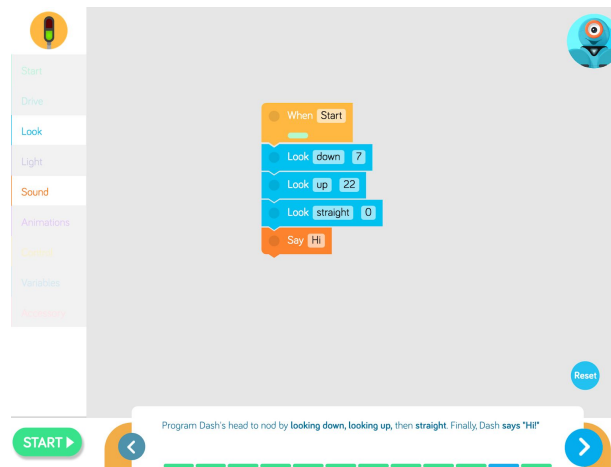 Start
Drive
Look
Light
Sound
Animations
Variables
When Start
Look down 7
Look up 22
Look straight 0
Say Hi
Reset
START
Program Dash's head to nod by looking down, looking up, then straight. Finally, Dash says "Hi!"